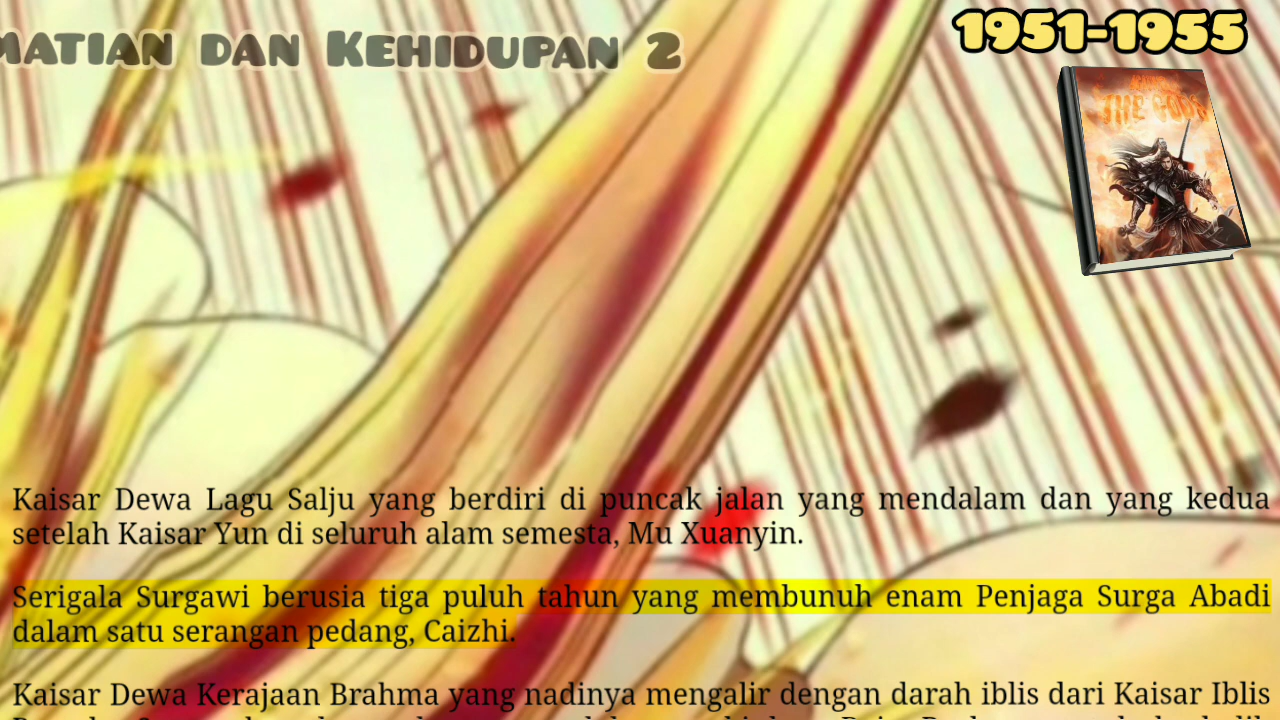 MATIAN DAN KEHIDUPAN 2
1951-1955
THE GODS
Kaisar Dewa Lagu Salju yang berdiri di puncak jalan yang mendalam dan yang kedua
setelah Kaisar Yun di seluruh alam semesta, Mu Xuanyin.
Serigala Surgawi berusia tiga puluh tahun yang membunuh enam Penjaga Surga Abadi
dalam satu serangan pedang, Caizhi.
Kaisar Dewa Kerajaan Brahma yang nadinya mengalir dengan darah iblis dari Kaisar Iblis